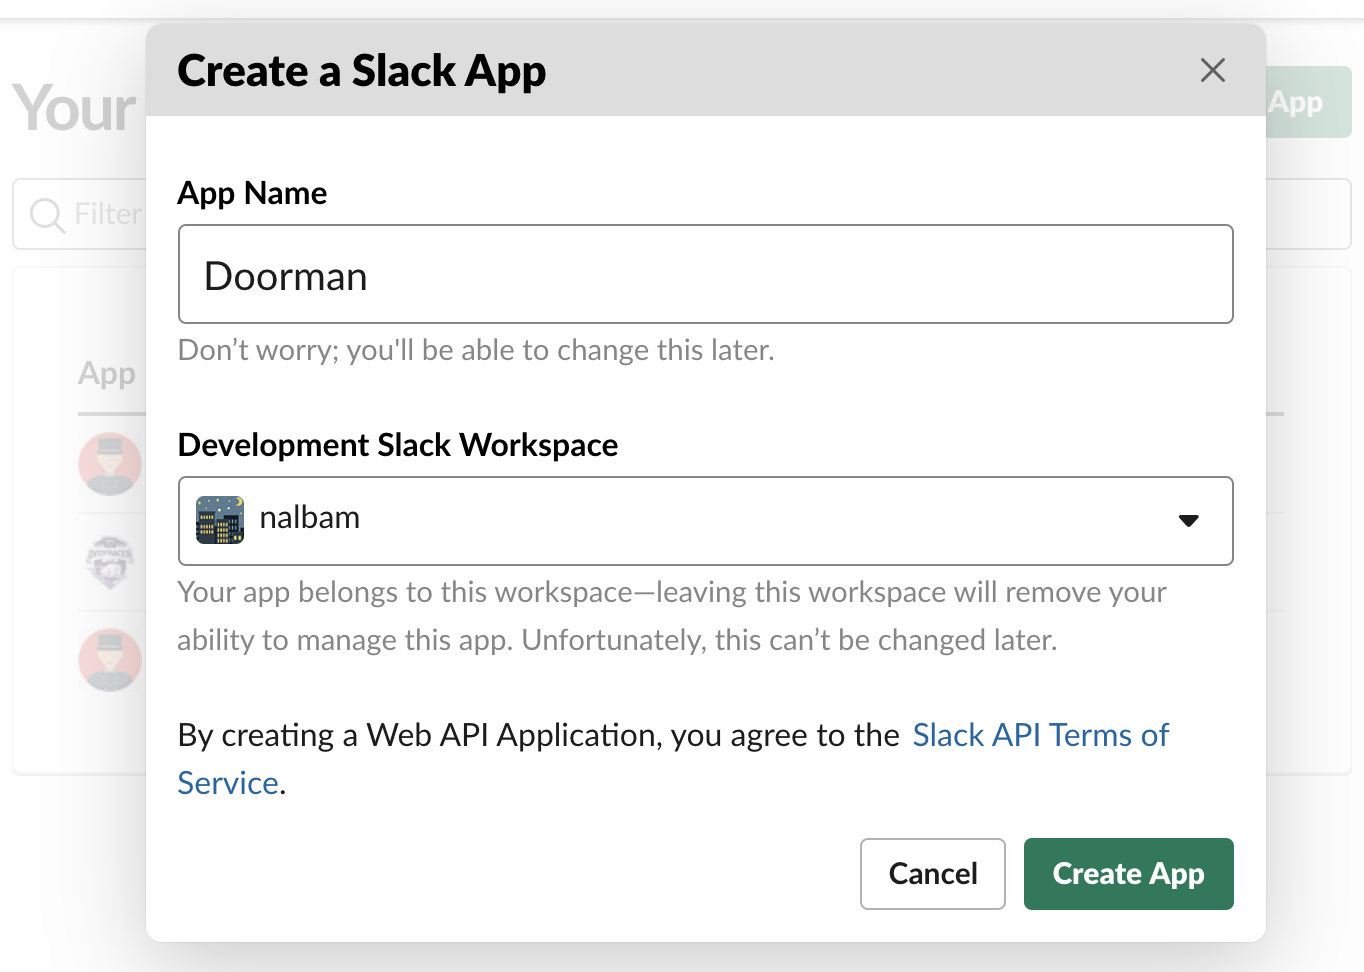 Create a Slack App
Your
App
Filter
App Name
Doorman
Don’t worry; you'll be able to change this later.
App
Development Slack Workspace
nalbam
Your app belongs to this workspace—leaving this workspace will remove your
ability to manage this app. Unfortunately, this can’t be changed later.
By creating a Web API Application, you agree to the Slack API Terms of
Service.
Cancel
Create App